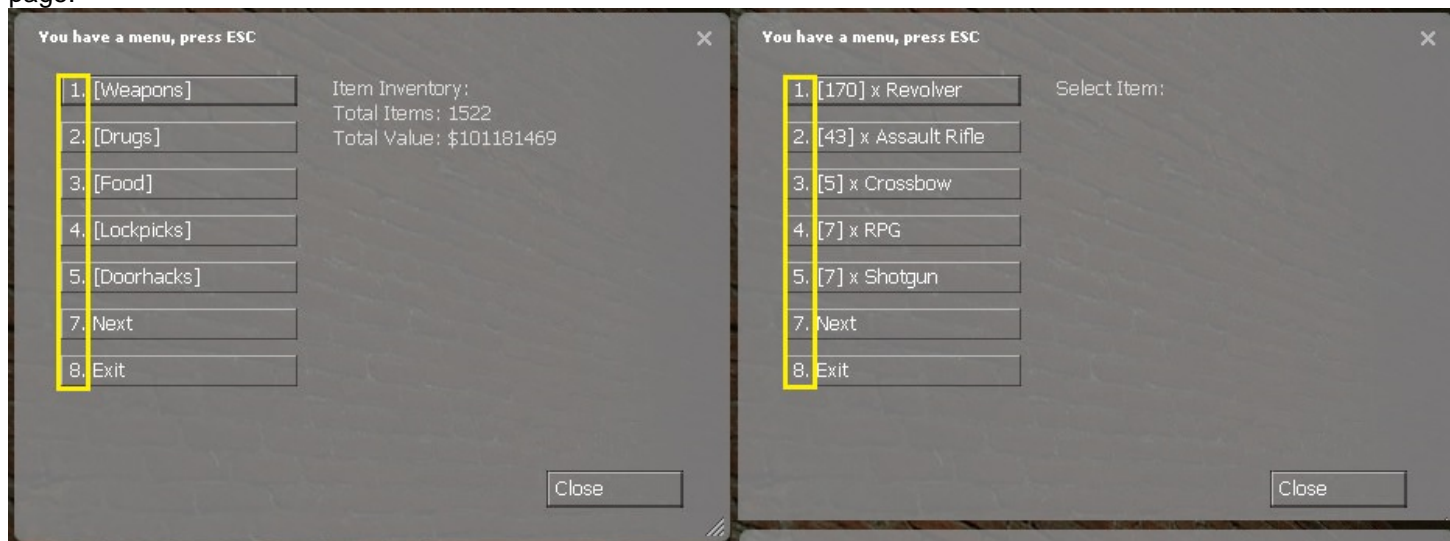 page.
You have a menu, press ESC
1. [Weapons]
2. [Drugs]
3. [Food]
4. [Lockpicks]
5. [Doorhacks]
7. Next
8. Exit
Item Inventory:
Total Items: 1522
Total Value: $101181469
Close
You have a menu, press ESC
1. [170] x Revolver
2. [43] x Assault Rifle
3. [5] x Crossbow
4. [7] x RPG
5. [7] x Shotgun
7. Next
8. Exit
Select Item:
Close